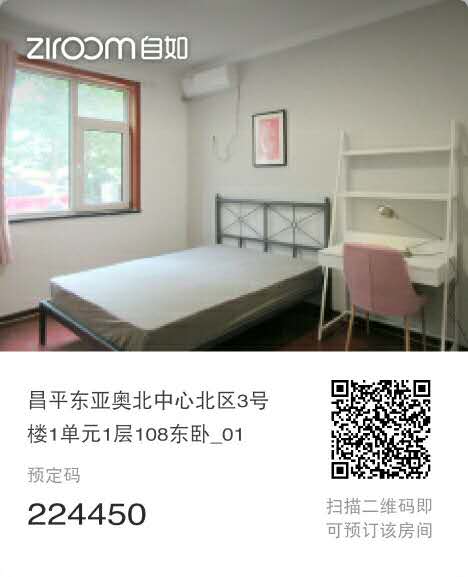 ziroom自如
昌平东亚奥北中心北区3号
楼1单元1层108东卧_01
预定码
224450
扫描二维码即
可预订该房间